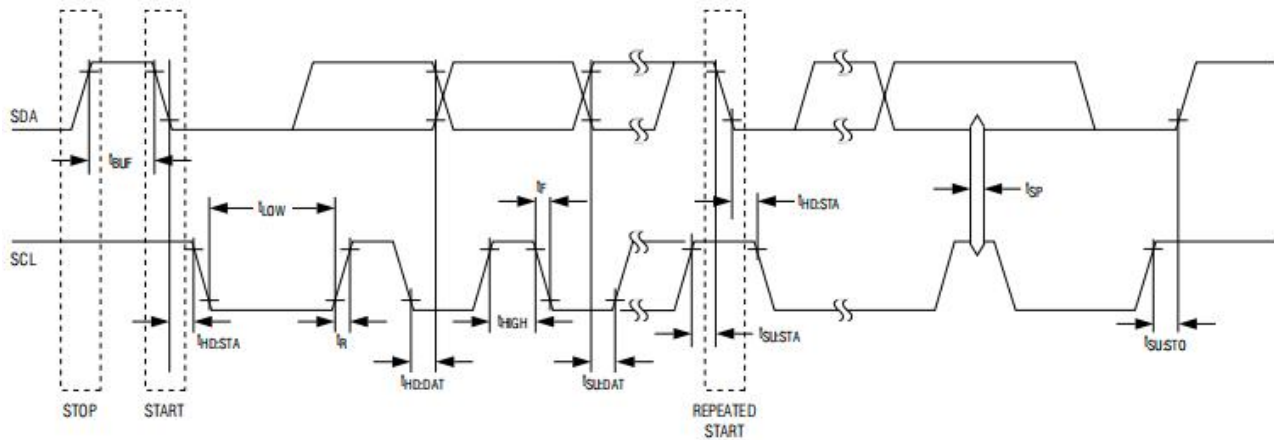 SDA
tBUF
tLOW
tF
tHD:STA
tSP
SCL
tHD:STA
tR
tHD:DAT
tHIGH
tSU:DAT
tSU:STA
tSU:STO
STOP
START
REPEATED
START